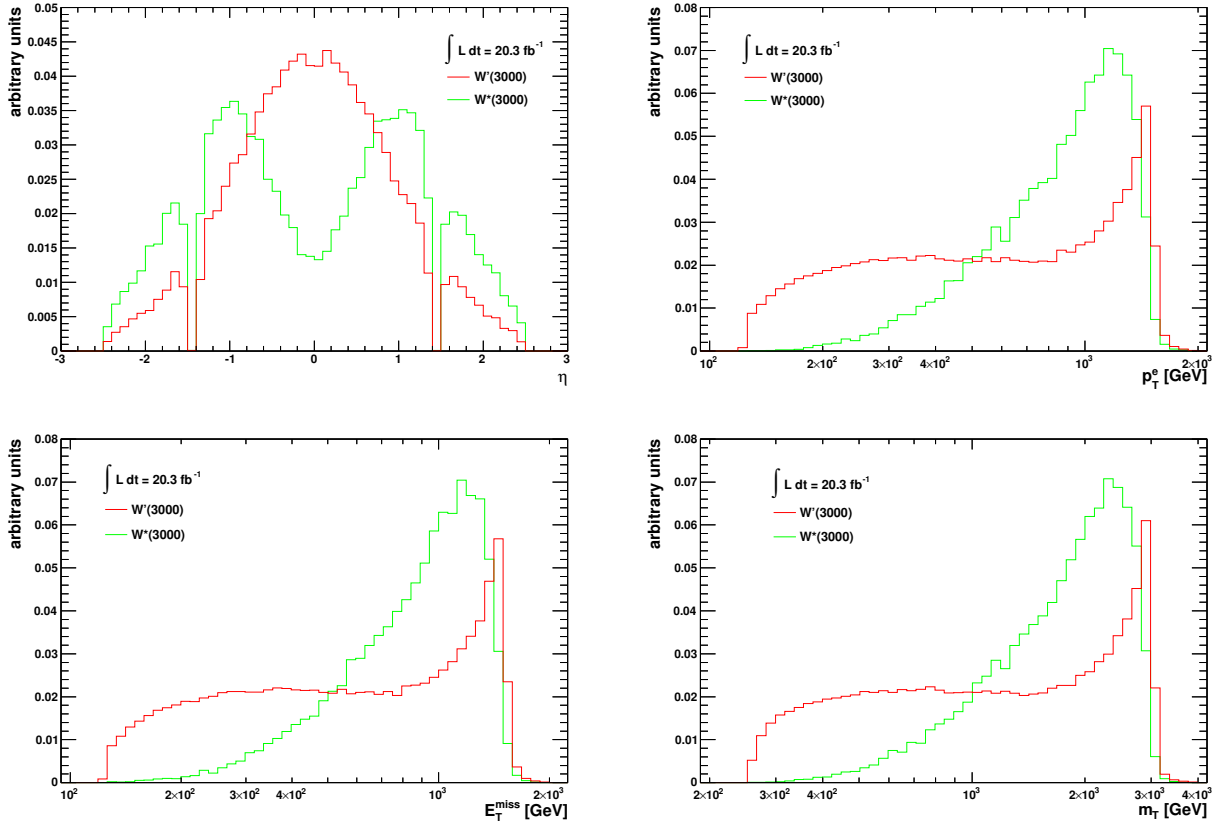 arbitrary units
0.05
0.045
0.04
0.035
0.03
0.025
0.02
0.015
0.01
0.005
0
∫ L dt = 20.3 fb⁻¹
W'(3000)
W*(3000)
-3 -2 -1 0 1 2 3
η
arbitrary units
0.08
0.07
0.06
0.05
0.04
0.03
0.02
0.01
0
∫ L dt = 20.3 fb⁻¹
W'(3000)
W*(3000)
10² 2×10² 3×10² 4×10² 10³ 2×10³
p_T^e [GeV]
arbitrary units
0.08
0.07
0.06
0.05
0.04
0.03
0.02
0.01
0
∫ L dt = 20.3 fb⁻¹
W'(3000)
W*(3000)
10² 2×10² 3×10² 4×10² 10³ 2×10³
E_T^miss [GeV]
arbitrary units
0.08
0.07
0.06
0.05
0.04
0.03
0.02
0.01
0
∫ L dt = 20.3 fb⁻¹
W'(3000)
W*(3000)
2×10² 3×10² 4×10² 10³ 2×10³ 3×10³ 4×10³
m_T [GeV]